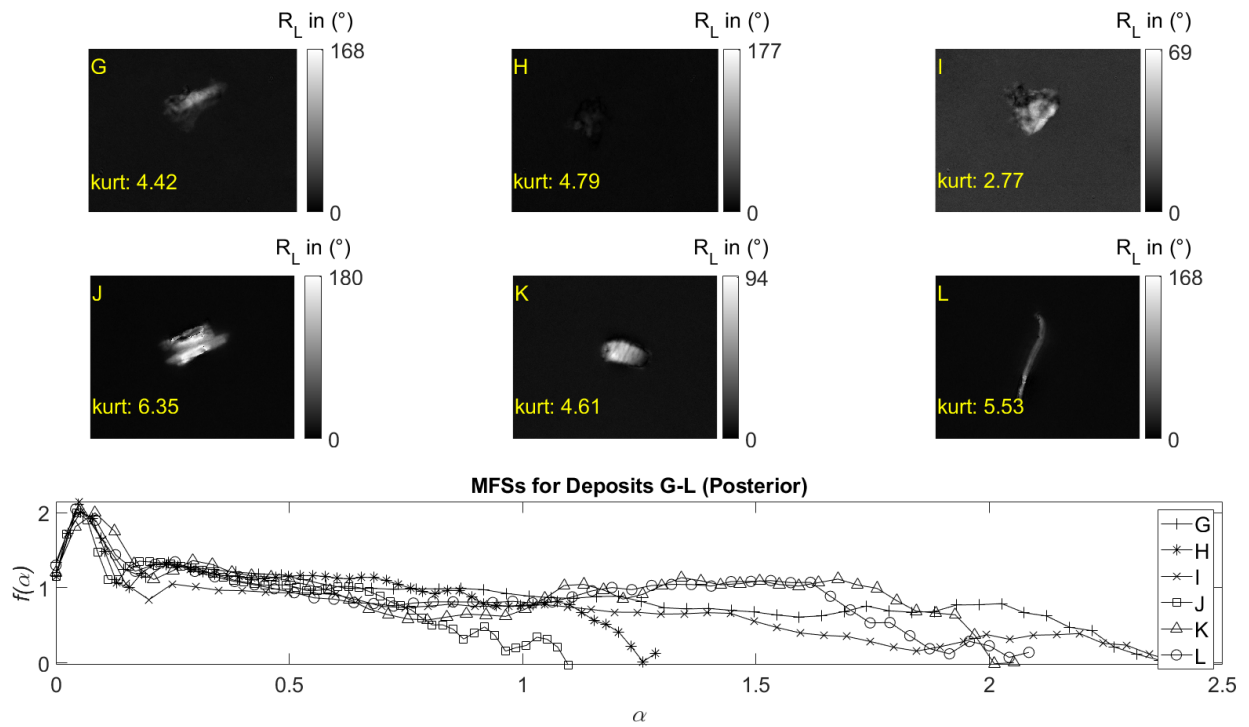 R_L in (°) R_L in (°) R_L in (°)
168 177 69
G H I
kurt: 4.42 kurt: 4.79 kurt: 2.77
0 0 0
R_L in (°) R_L in (°) R_L in (°)
180 94 168
J K L
kurt: 6.35 kurt: 4.61 kurt: 5.53
0 0 0
MFSs for Deposits G-L (Posterior)
f(α)
2
1
0
G
H
I
J
K
L
0 0.5 1 1.5 2 2.5
α